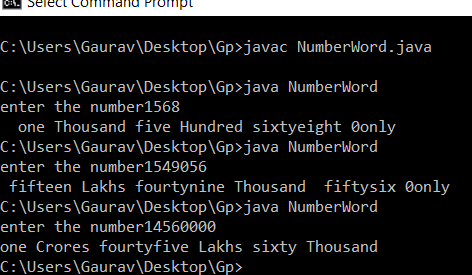 Select Command Prompt
C:\Users\Gaurav\Desktop\Gp>javac NumberWord.java
C:\Users\Gaurav\Desktop\Gp>java NumberWord
enter the number1568
  one Thousand five Hundred sixtyeight 0only
C:\Users\Gaurav\Desktop\Gp>java NumberWord
enter the number1549056
 fifteen Lakhs fourtynine Thousand  fiftysix 0only
C:\Users\Gaurav\Desktop\Gp>java NumberWord
enter the number14560000
one Crores fourtyfive Lakhs sixty Thousand
C:\Users\Gaurav\Desktop\Gp>